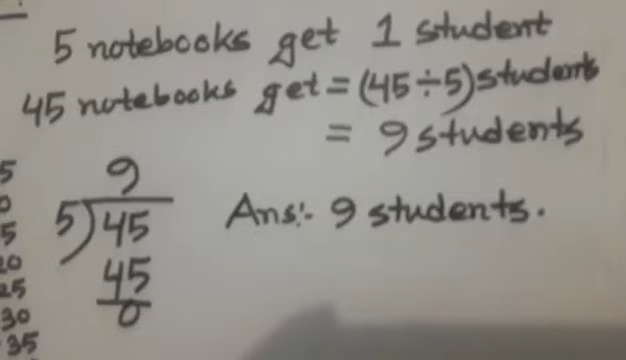 5 notebooks get 1 student
45 notebooks get = (45÷5) students
= 9 students
9
5)45
45
0
Ans:- 9 students.
5
0
5
20
25
30
35